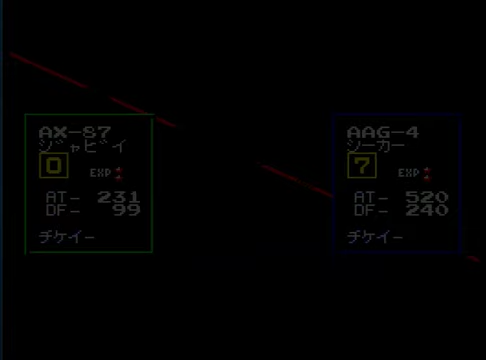 AX-87
ジャビイ
0
EXP
AT- 231
DF- 99
チケイー
AAG-4
シーカー
7
EXP
AT- 520
DF- 240
チケイー